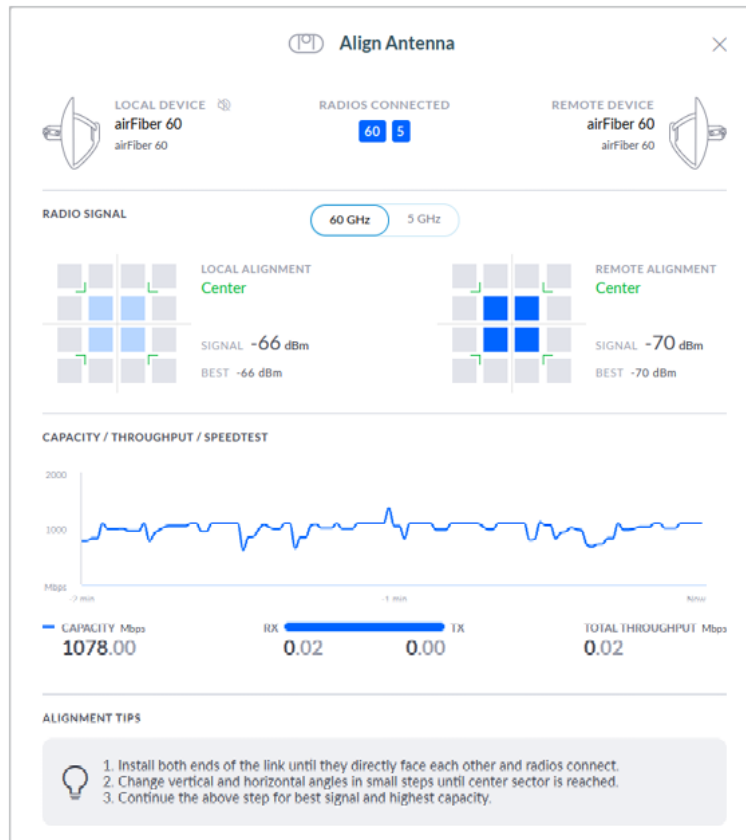 Align Antenna
LOCAL DEVICE
airFiber 60
airFiber 60
RADIOS CONNECTED
60 5
REMOTE DEVICE
airFiber 60
airFiber 60
RADIO SIGNAL
60 GHz 5 GHz
LOCAL ALIGNMENT
Center
SIGNAL -66 dBm
BEST -66 dBm
REMOTE ALIGNMENT
Center
SIGNAL -70 dBm
BEST -70 dBm
CAPACITY / THROUGHPUT / SPEEDTEST
2000
1000
Mbps
-2 min -1 min Now
CAPACITY Mbps
1078.00
RX TX
0.02 0.00
TOTAL THROUGHPUT Mbps
0.02
ALIGNMENT TIPS
1. Install both ends of the link until they directly face each other and radios connect.
2. Change vertical and horizontal angles in small steps until center sector is reached.
3. Continue the above step for best signal and highest capacity.